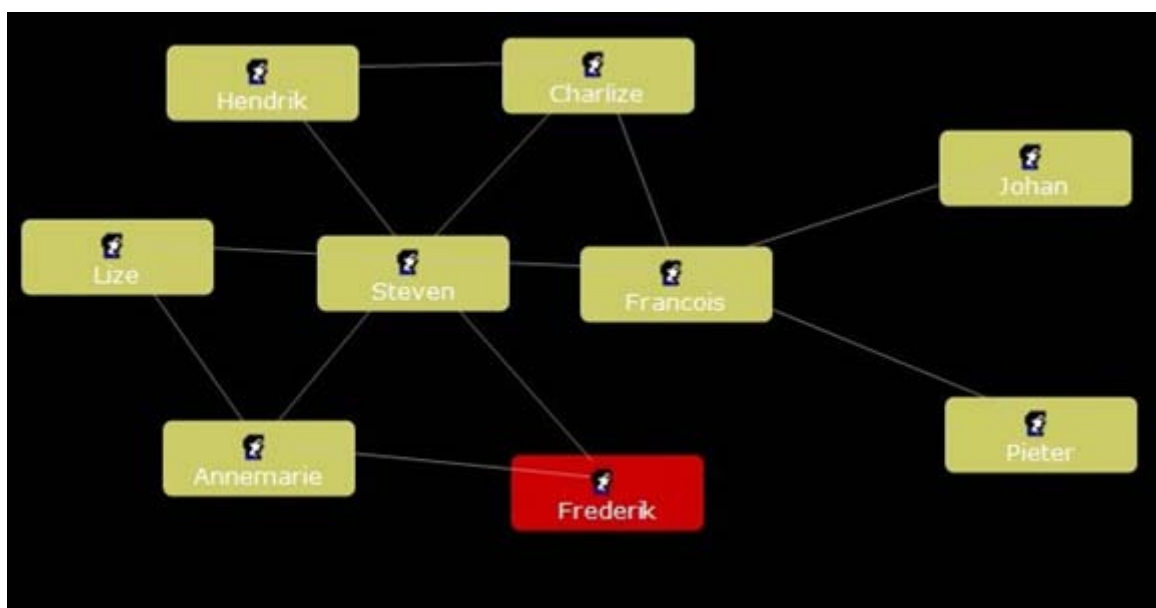 Hendrik
Charlize
Johan
Lize
Steven
Francois
Annemarie
Frederik
Pieter